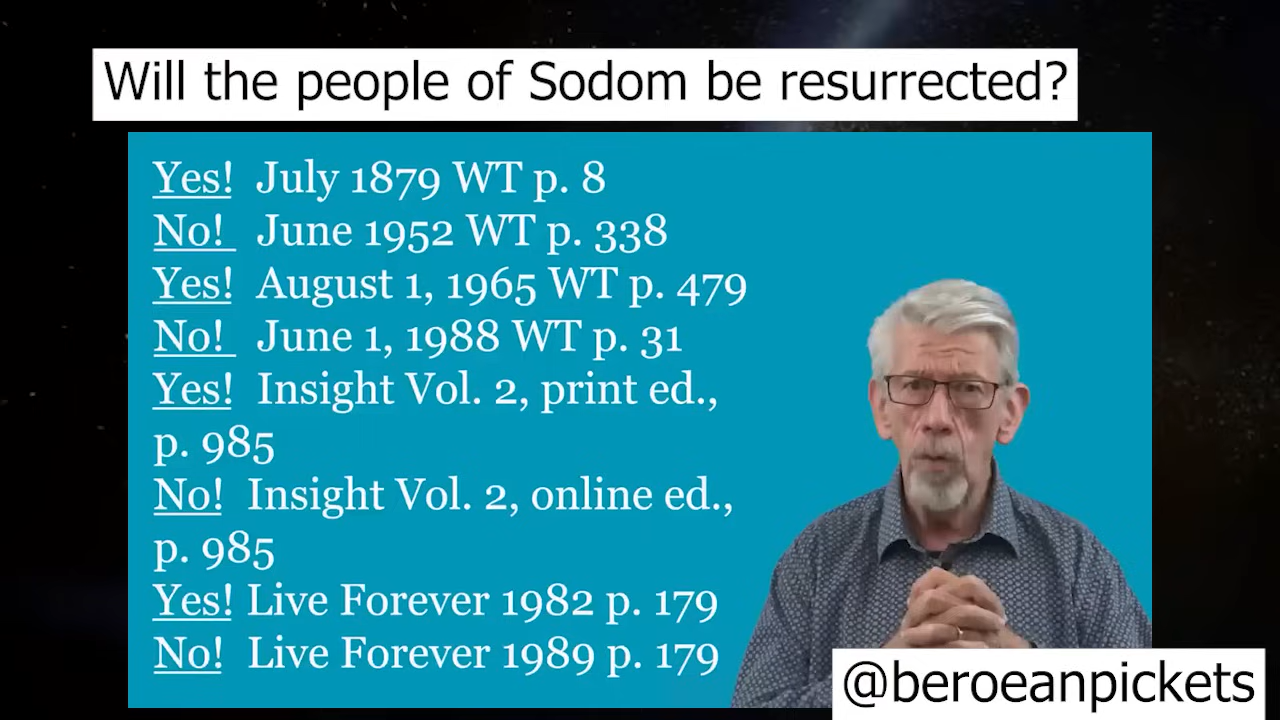 Will the people of Sodom be resurrected?
Yes! July 1879 WT p. 8
No! June 1952 WT p. 338
Yes! August 1, 1965 WT p. 479
No! June 1, 1988 WT p. 31
Yes! Insight Vol. 2, print ed.,
p. 985
No! Insight Vol. 2, online ed.,
p. 985
Yes! Live Forever 1982 p. 179
No! Live Forever 1989 p. 179
@beroeanpickets